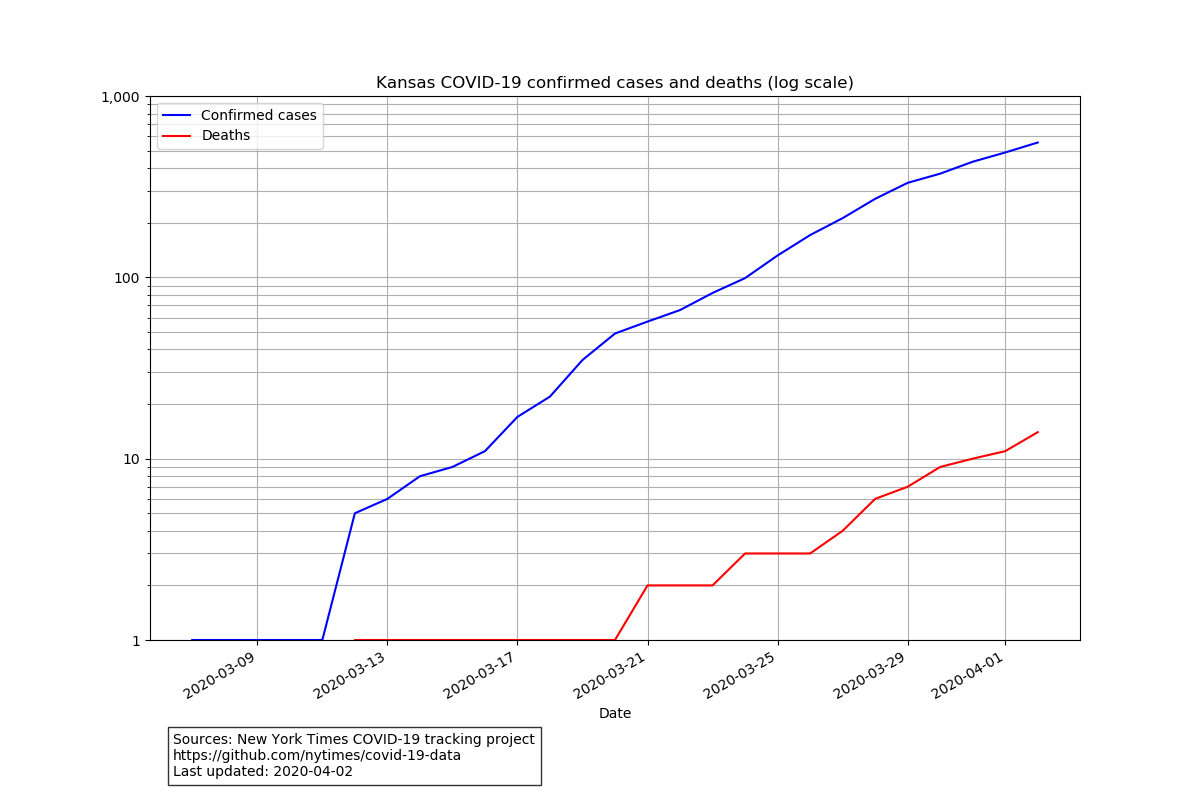 Kansas COVID-19 confirmed cases and deaths (log scale)
1,000
100
10
1
Confirmed cases
Deaths
2020-03-09
2020-03-13
2020-03-17
2020-03-21
2020-03-25
2020-03-29
2020-04-01
Date
Sources: New York Times COVID-19 tracking project
https://github.com/nytimes/covid-19-data
Last updated: 2020-04-02